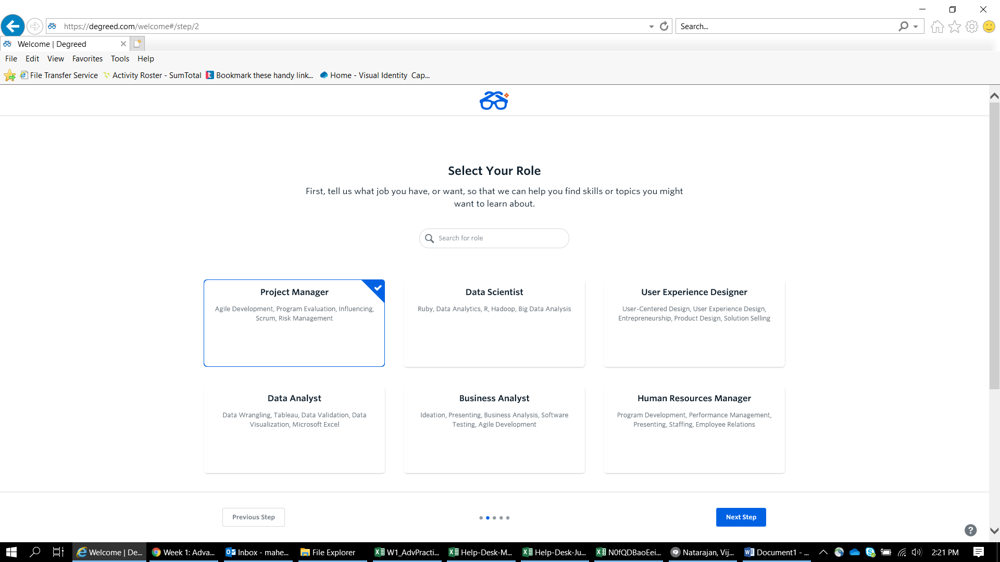 https://degreed.com/welcome#/step/2
Search...
Welcome | Degreed
File Edit View Favorites Tools Help
File Transfer Service Activity Roster - SumTotal Bookmark these handy link... Home - Visual Identity Cap...
Select Your Role
First, tell us what job you have, or want, so that we can help you find skills or topics you might
want to learn about.
Search for role
Project Manager
Agile Development, Program Evaluation, Influencing,
Scrum, Risk Management
Data Scientist
Ruby, Data Analytics, R, Hadoop, Big Data Analysis
User Experience Designer
User-Centered Design, User Experience Design,
Entrepreneurship, Product Design, Solution Selling
Data Analyst
Data Wrangling, Tableau, Data Validation, Data
Visualization, Microsoft Excel
Business Analyst
Ideation, Presenting, Business Analysis, Software
Testing, Agile Development
Human Resources Manager
Program Development, Performance Management,
Presenting, Staffing, Employee Relations
Previous Step
Next Step
?
Welcome | De... Week 1: Adva... Inbox - mahe... File Explorer W1_AdvPracti... Help-Desk-M... Help-Desk-Ju... N0fQDBaoEei... Natarajan, Vij... Document1 - ... 2:21 PM